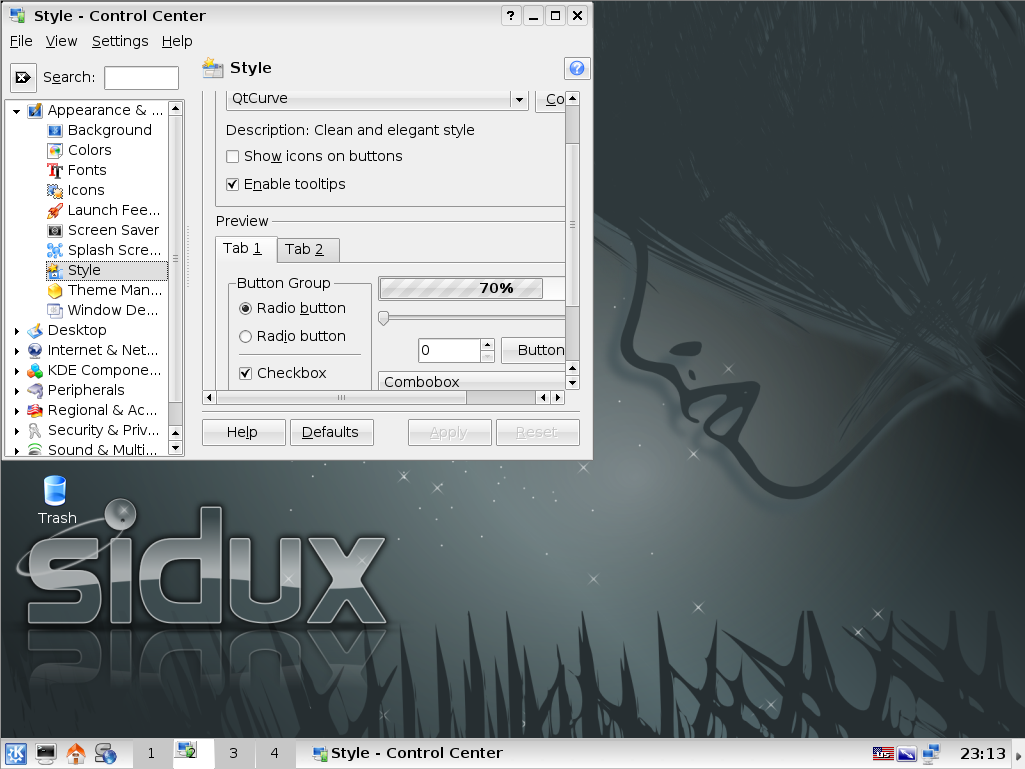 Style - Control Center
File View Settings Help
Search:
Style
Appearance & ...
Background
Colors
Fonts
Icons
Launch Fee...
Screen Saver
Splash Scre...
Style
Theme Man...
Window De...
Desktop
Internet & Net...
KDE Compone...
Peripherals
Regional & Ac...
Security & Priv...
Sound & Multi...
QtCurve
Co
Description: Clean and elegant style
Show icons on buttons
Enable tooltips
Preview
Tab 1 Tab 2
Button Group
70%
Radio button
Radio button
0 Button
Checkbox
Combobox
Help Defaults Apply Reset
Trash
sidux
1 2 3 4 Style - Control Center 23:13